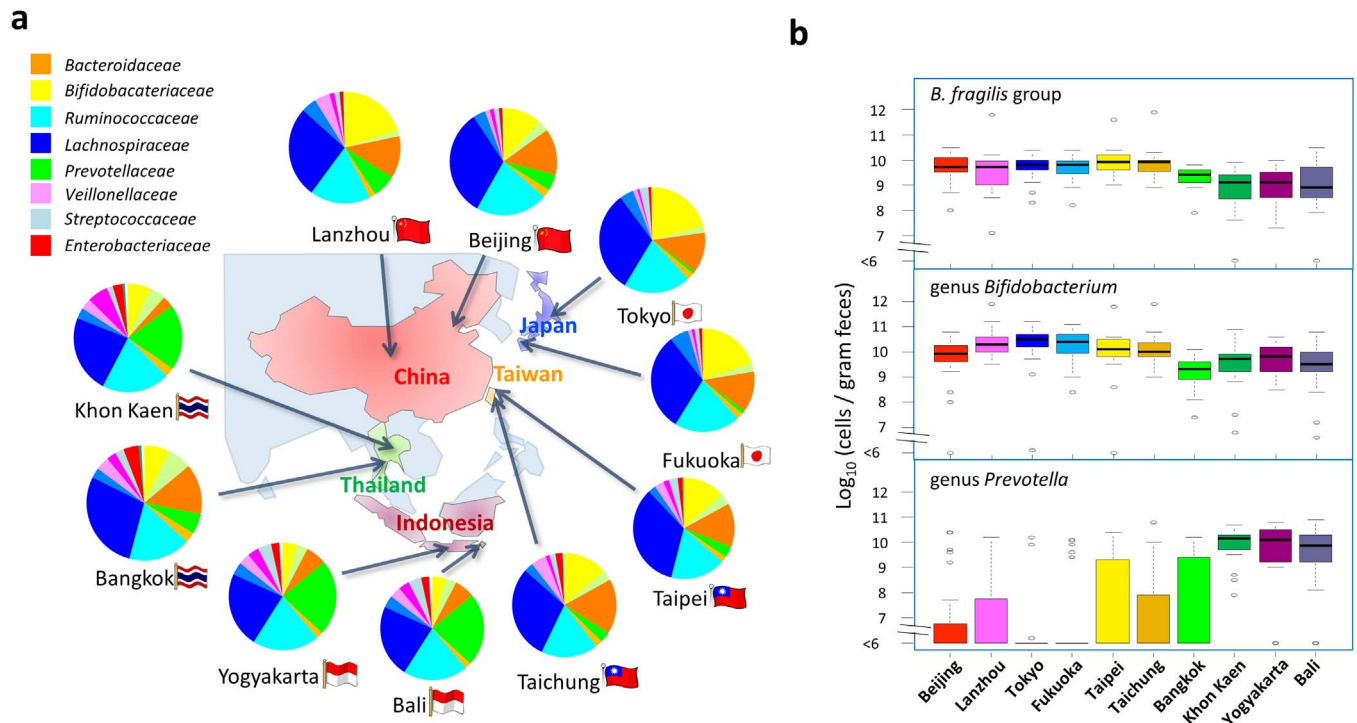 a
Bacteroidaceae
Bifidobacateriaceae
Ruminococcaceae
Lachnospiraceae
Prevotellaceae
Veillonellaceae
Streptococcaceae
Enterobacteriaceae
Lanzhou
Beijing
Tokyo
Japan
China
Taiwan
Khon Kaen
Fukuoka
Thailand
Indonesia
Bangkok
Taipei
Yogyakarta
Bali
Taichung
b
Log10 (cells / gram feces)
B. fragilis group
12
11
10
9
8
7
<6
genus Bifidobacterium
12
11
10
9
8
7
<6
genus Prevotella
12
11
10
9
8
7
<6
Beijing
Lanzhou
Tokyo
Fukuoka
Taipei
Taichung
Bangkok
Khon Kaen
Yogyakarta
Bali